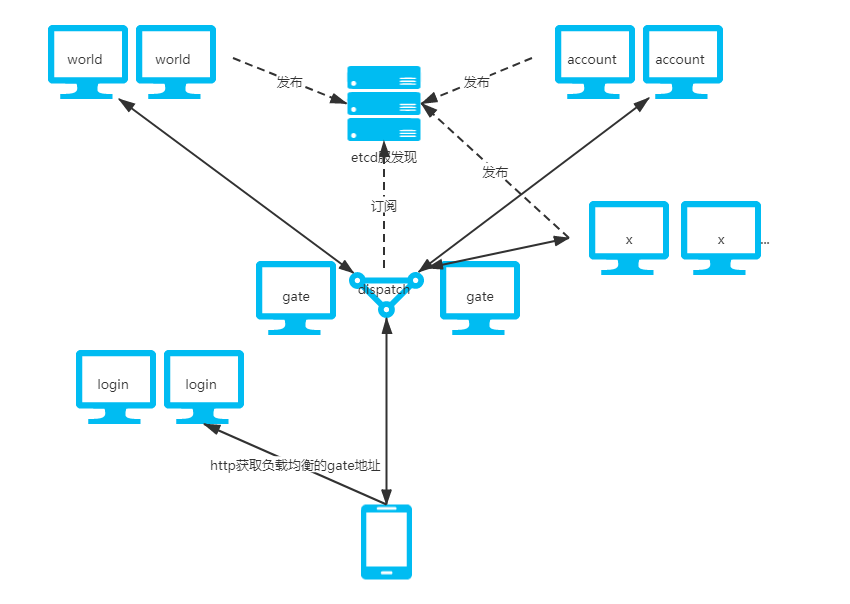 world
world
account
account
发布
发布
etcd服发现
发布
订阅
x
x
...
gate
dispatch
gate
login
login
http获取负载均衡的gate地址